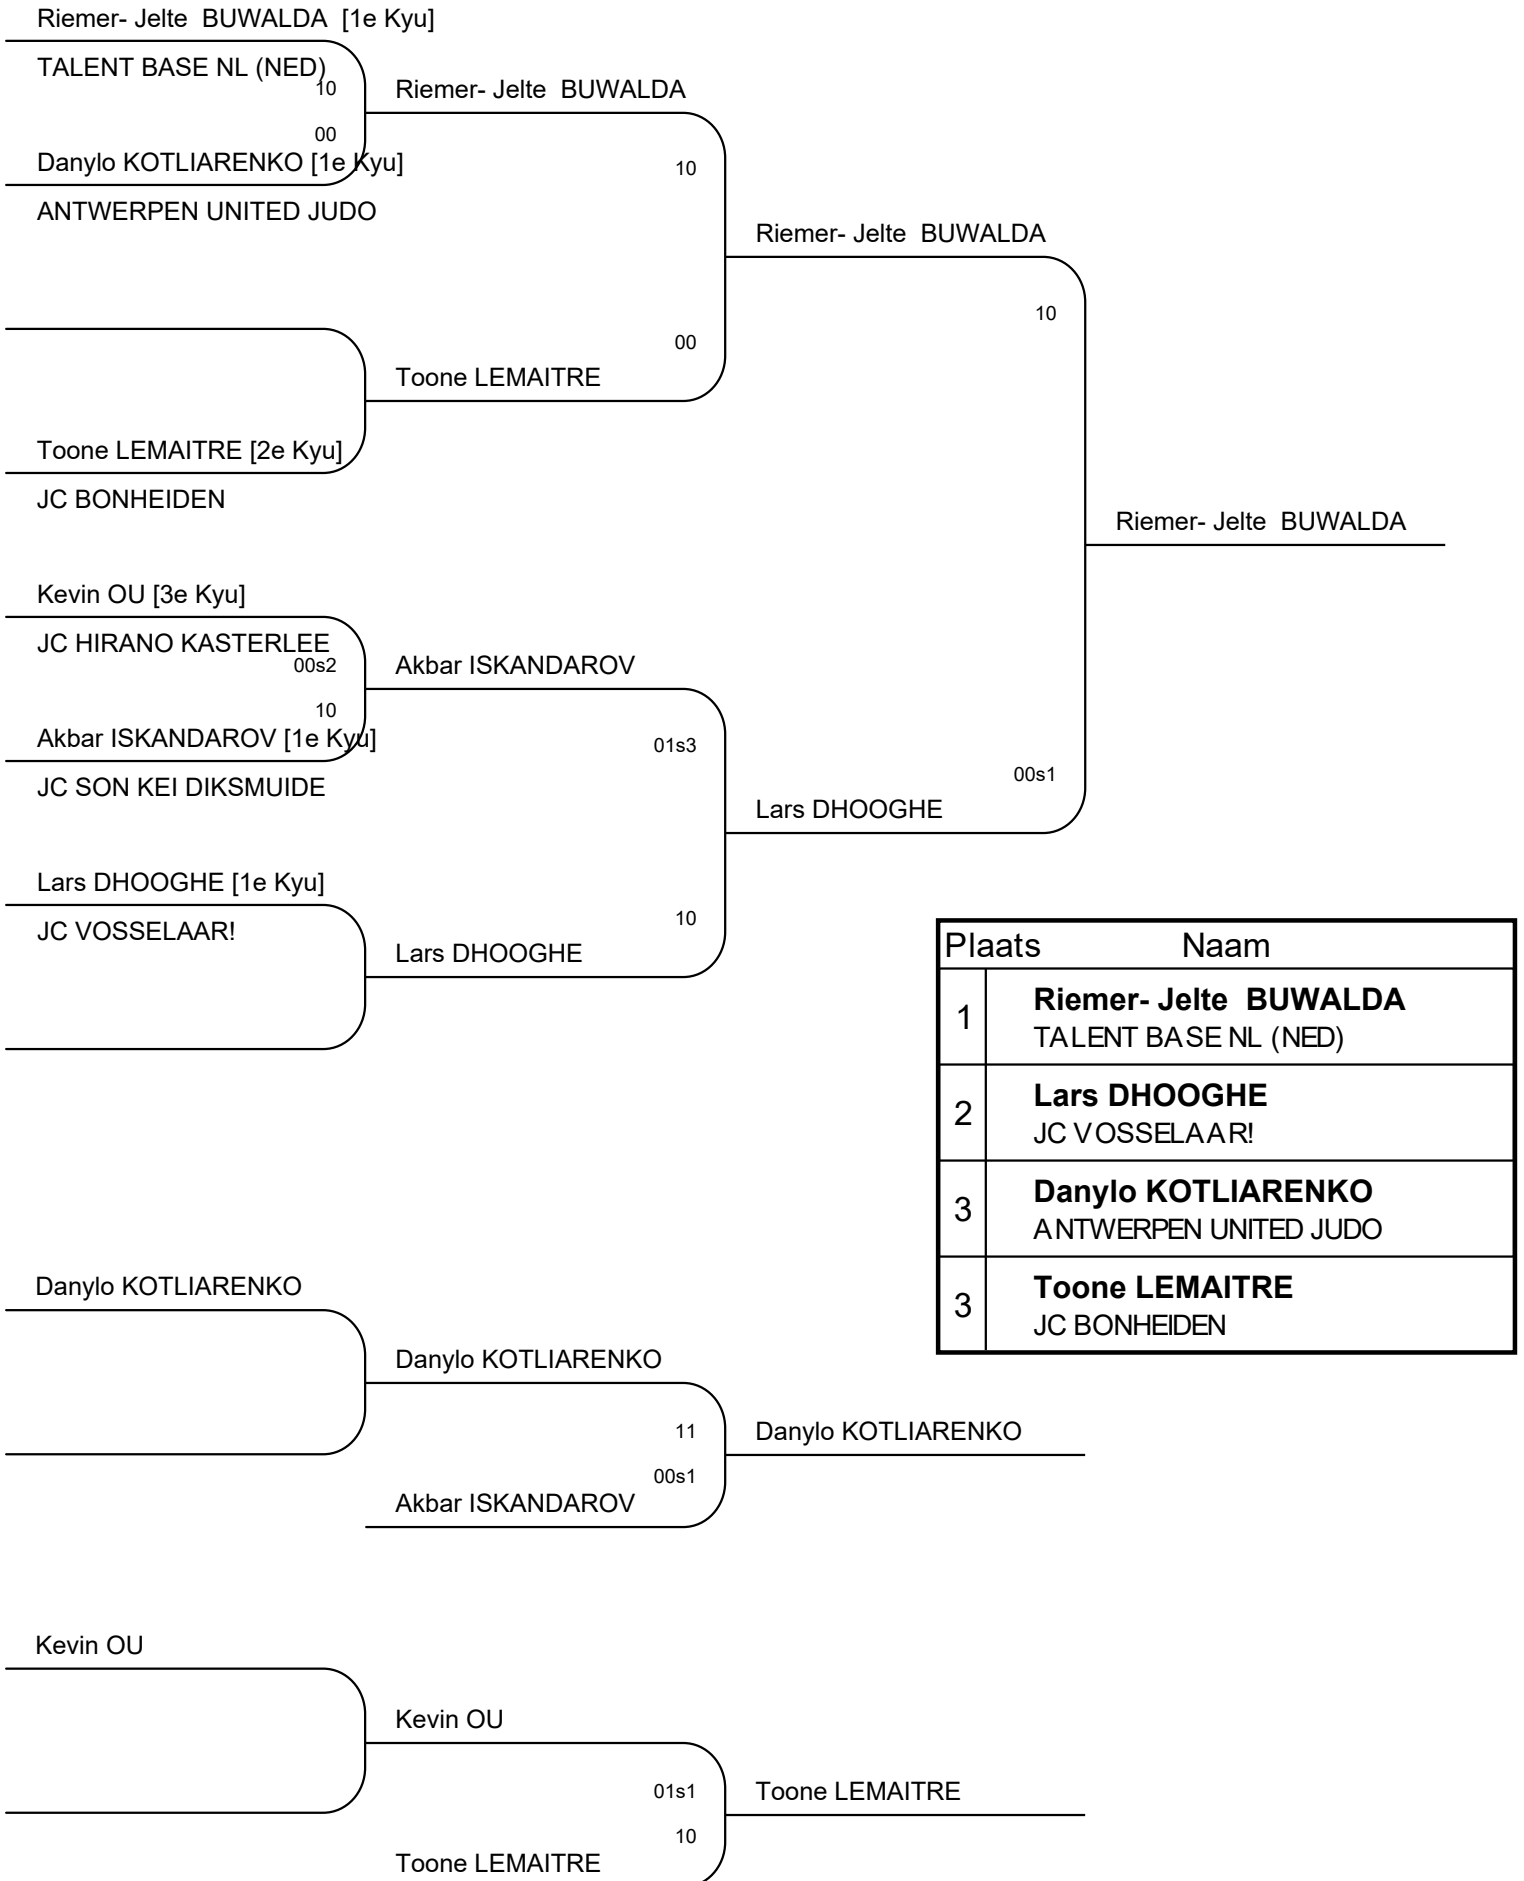 Riemer- Jelte  BUWALDA  [1e Kyu]
TALENT BASE NL (NED)
10
Riemer- Jelte  BUWALDA
00
Danylo KOTLIARENKO [1e Kyu]
10
ANTWERPEN UNITED JUDO
Riemer- Jelte  BUWALDA
10
00
Toone LEMAITRE
Toone LEMAITRE [2e Kyu]
JC BONHEIDEN
Riemer- Jelte  BUWALDA
Kevin OU [3e Kyu]
JC HIRANO KASTERLEE
00s2
Akbar ISKANDAROV
10
Akbar ISKANDAROV [1e Kyu]
01s3
JC SON KEI DIKSMUIDE
00s1
Lars DHOOGHE
Lars DHOOGHE [1e Kyu]
JC VOSSELAAR!
10
Lars DHOOGHE
Plaats Naam
1 Riemer- Jelte  BUWALDA
TALENT BASE NL (NED)
2 Lars DHOOGHE
JC VOSSELAAR!
3 Danylo KOTLIARENKO
ANTWERPEN UNITED JUDO
3 Toone LEMAITRE
JC BONHEIDEN
Danylo KOTLIARENKO
Danylo KOTLIARENKO
11
Danylo KOTLIARENKO
00s1
Akbar ISKANDAROV
Kevin OU
Kevin OU
01s1
Toone LEMAITRE
10
Toone LEMAITRE